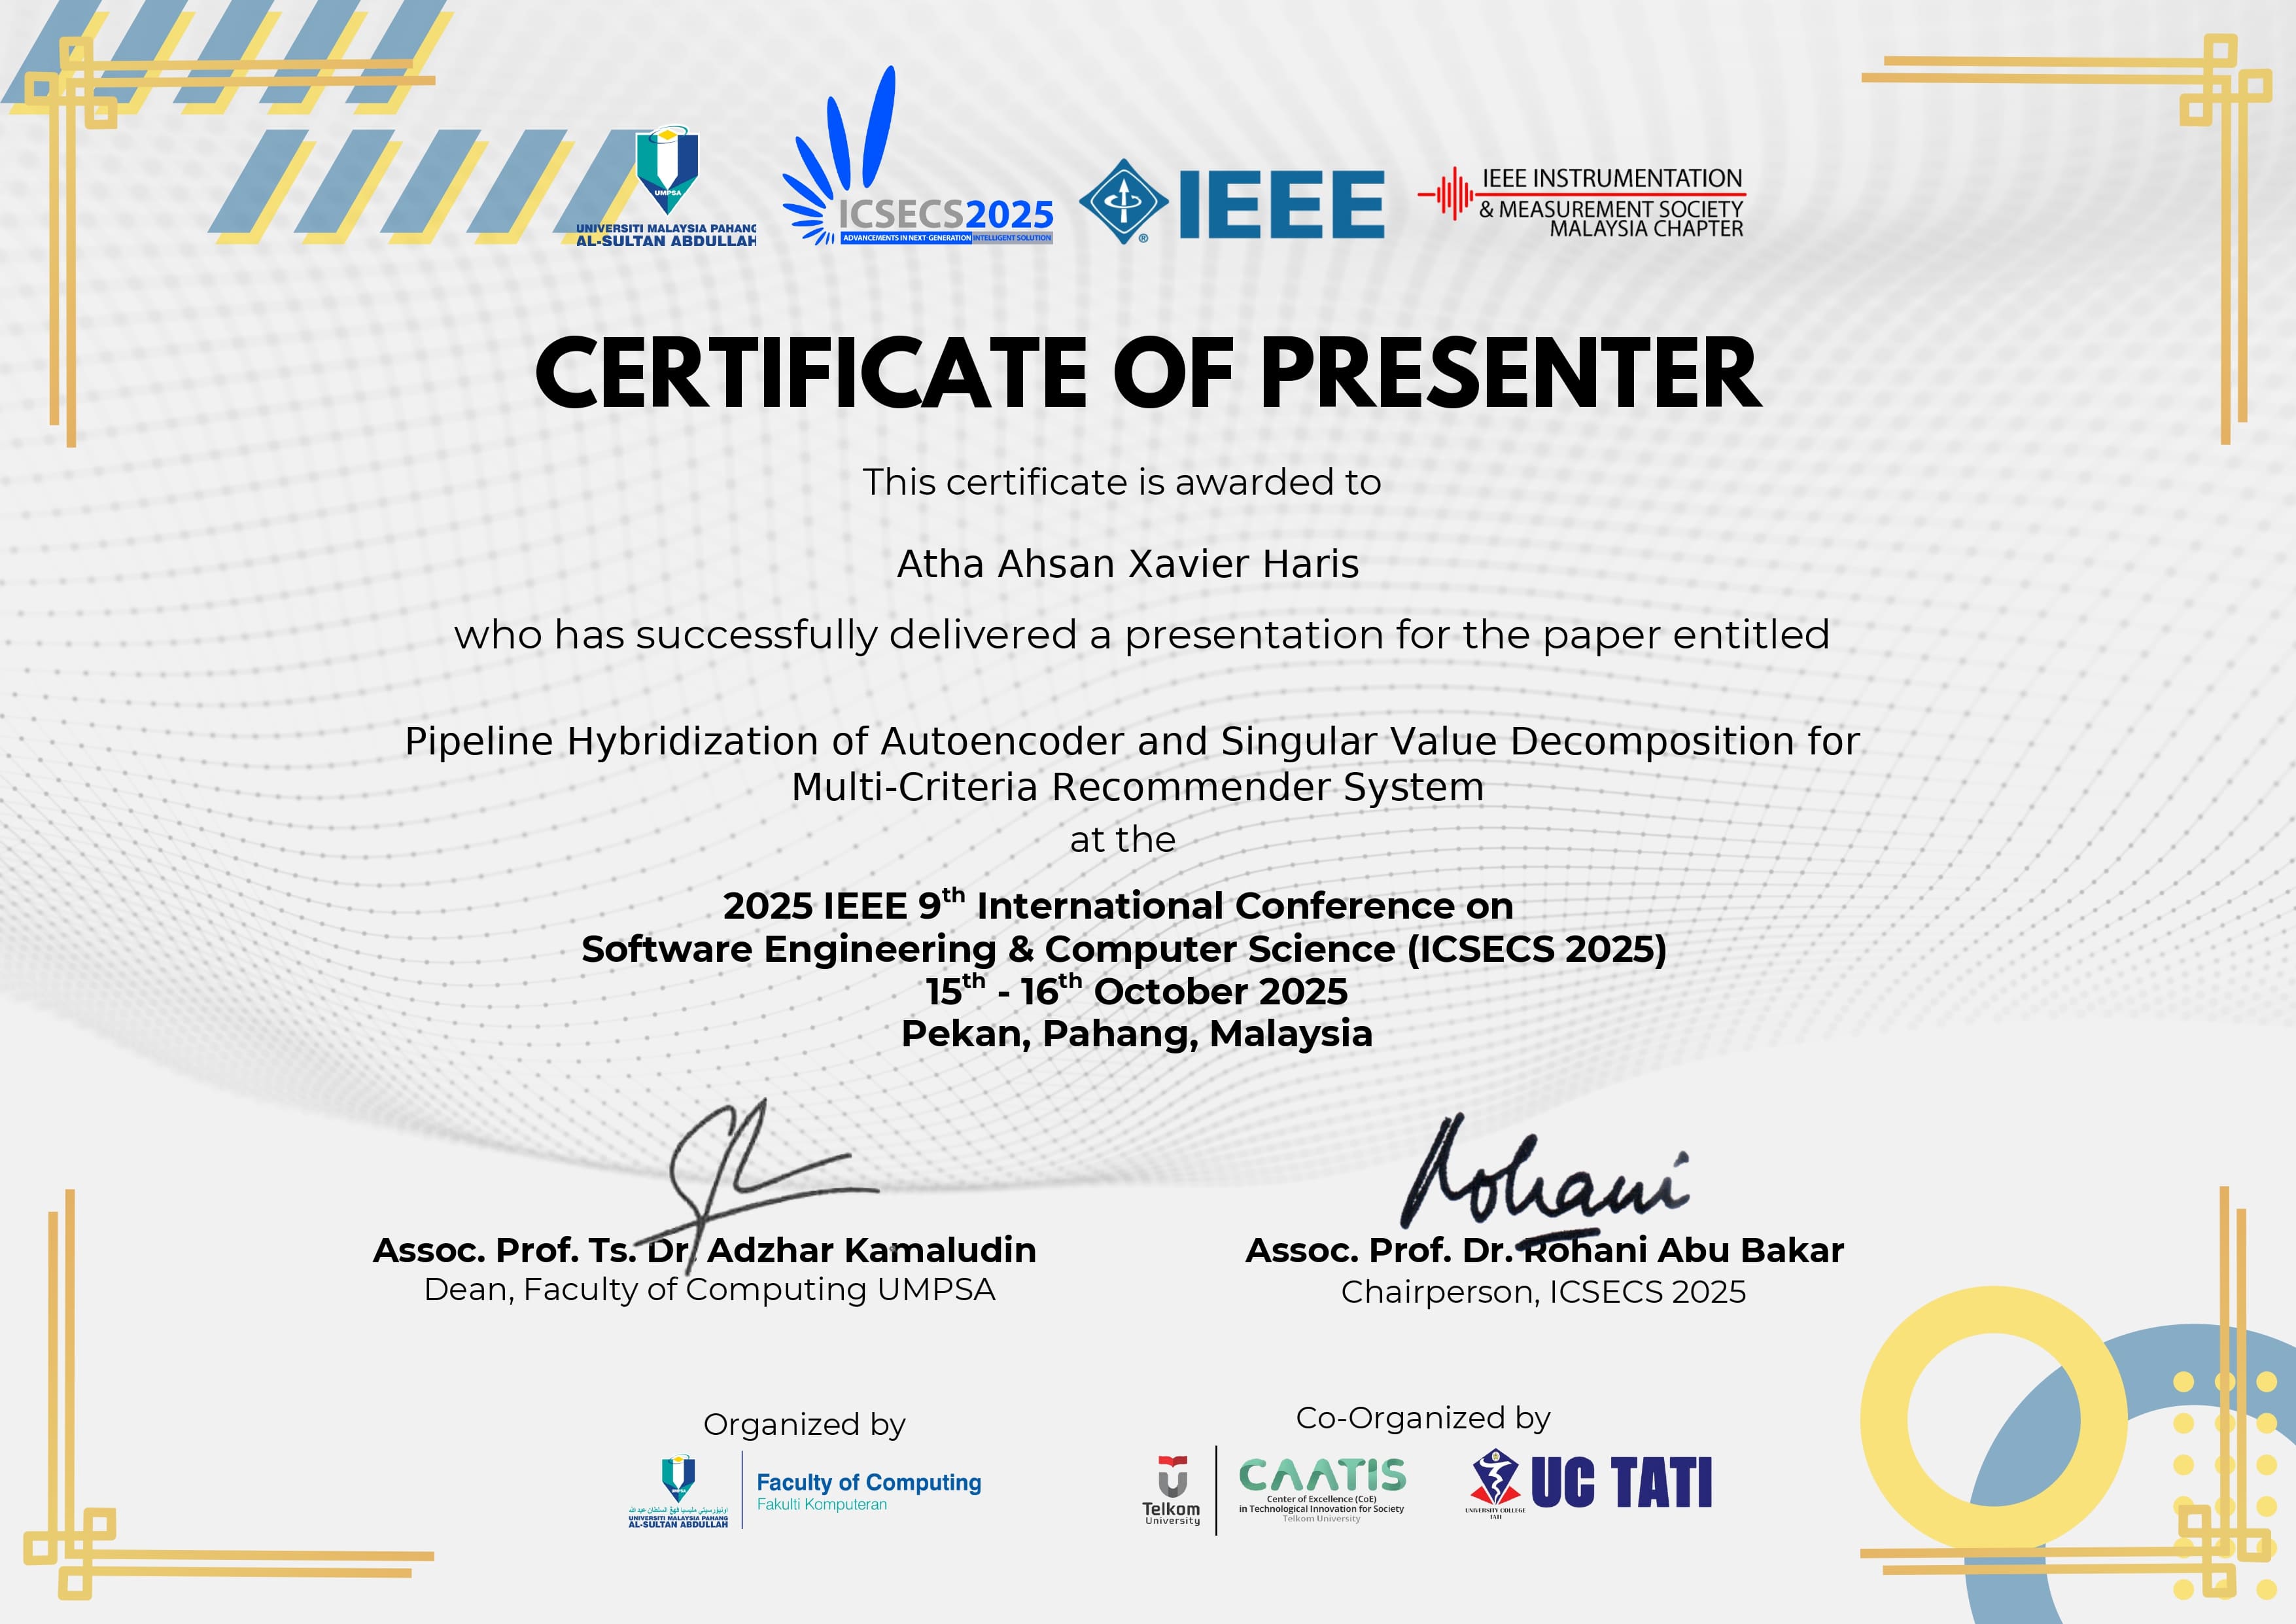 UMPSA
UNIVERSITI MALAYSIA PAHANG
AL-SULTAN ABDULLAH
ICSECS2025
ADVANCEMENTS IN NEXT-GENERATION INTELLIGENT SOLUTION
IEEE
®
IEEE INSTRUMENTATION
& MEASUREMENT SOCIETY
MALAYSIA CHAPTER
CERTIFICATE OF PRESENTER
This certificate is awarded to
Atha Ahsan Xavier Haris
who has successfully delivered a presentation for the paper entitled
Pipeline Hybridization of Autoencoder and Singular Value Decomposition for
Multi-Criteria Recommender System
at the
2025 IEEE 9th International Conference on
Software Engineering & Computer Science (ICSECS 2025)
15th - 16th October 2025
Pekan, Pahang, Malaysia
Rohani
Assoc. Prof. Ts. Dr. Adzhar Kamaludin
Dean, Faculty of Computing UMPSA
Assoc. Prof. Dr. Rohani Abu Bakar
Chairperson, ICSECS 2025
Organized by
UMPSA
UNIVERSITI MALAYSIA PAHANG
AL-SULTAN ABDULLAH
Faculty of Computing
Fakulti Komputeran
Co-Organized by
Telkom
University
CAATIS
Center of Excellence (CoE)
in Technological Innovation for Society
Telkom University
UNIVERSITY COLLEGE
TATI
UC TATI